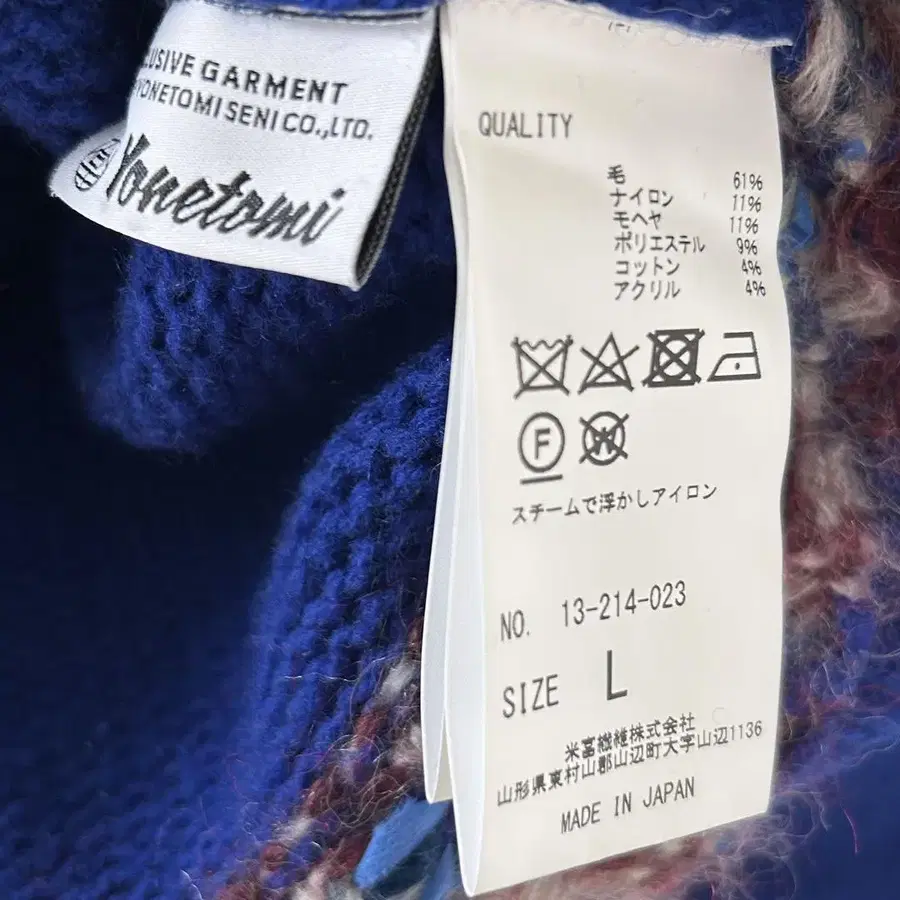 LUSIVE GARMENT
YONETOMI SENI CO.,LTD.
Yonetomi
QUALITY
毛 61%
ナイロン 11%
モヘヤ 11%
ポリエステル 9%
コットン 4%
アクリル 4%
F
W
スチームで浮かしアイロン
NO. 13-214-023
SIZE L
米富繊維株式会社
山形県東村山郡山辺町大字山辺1136
MADE IN JAPAN